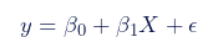 y = β₀ + β₁X + ϵ